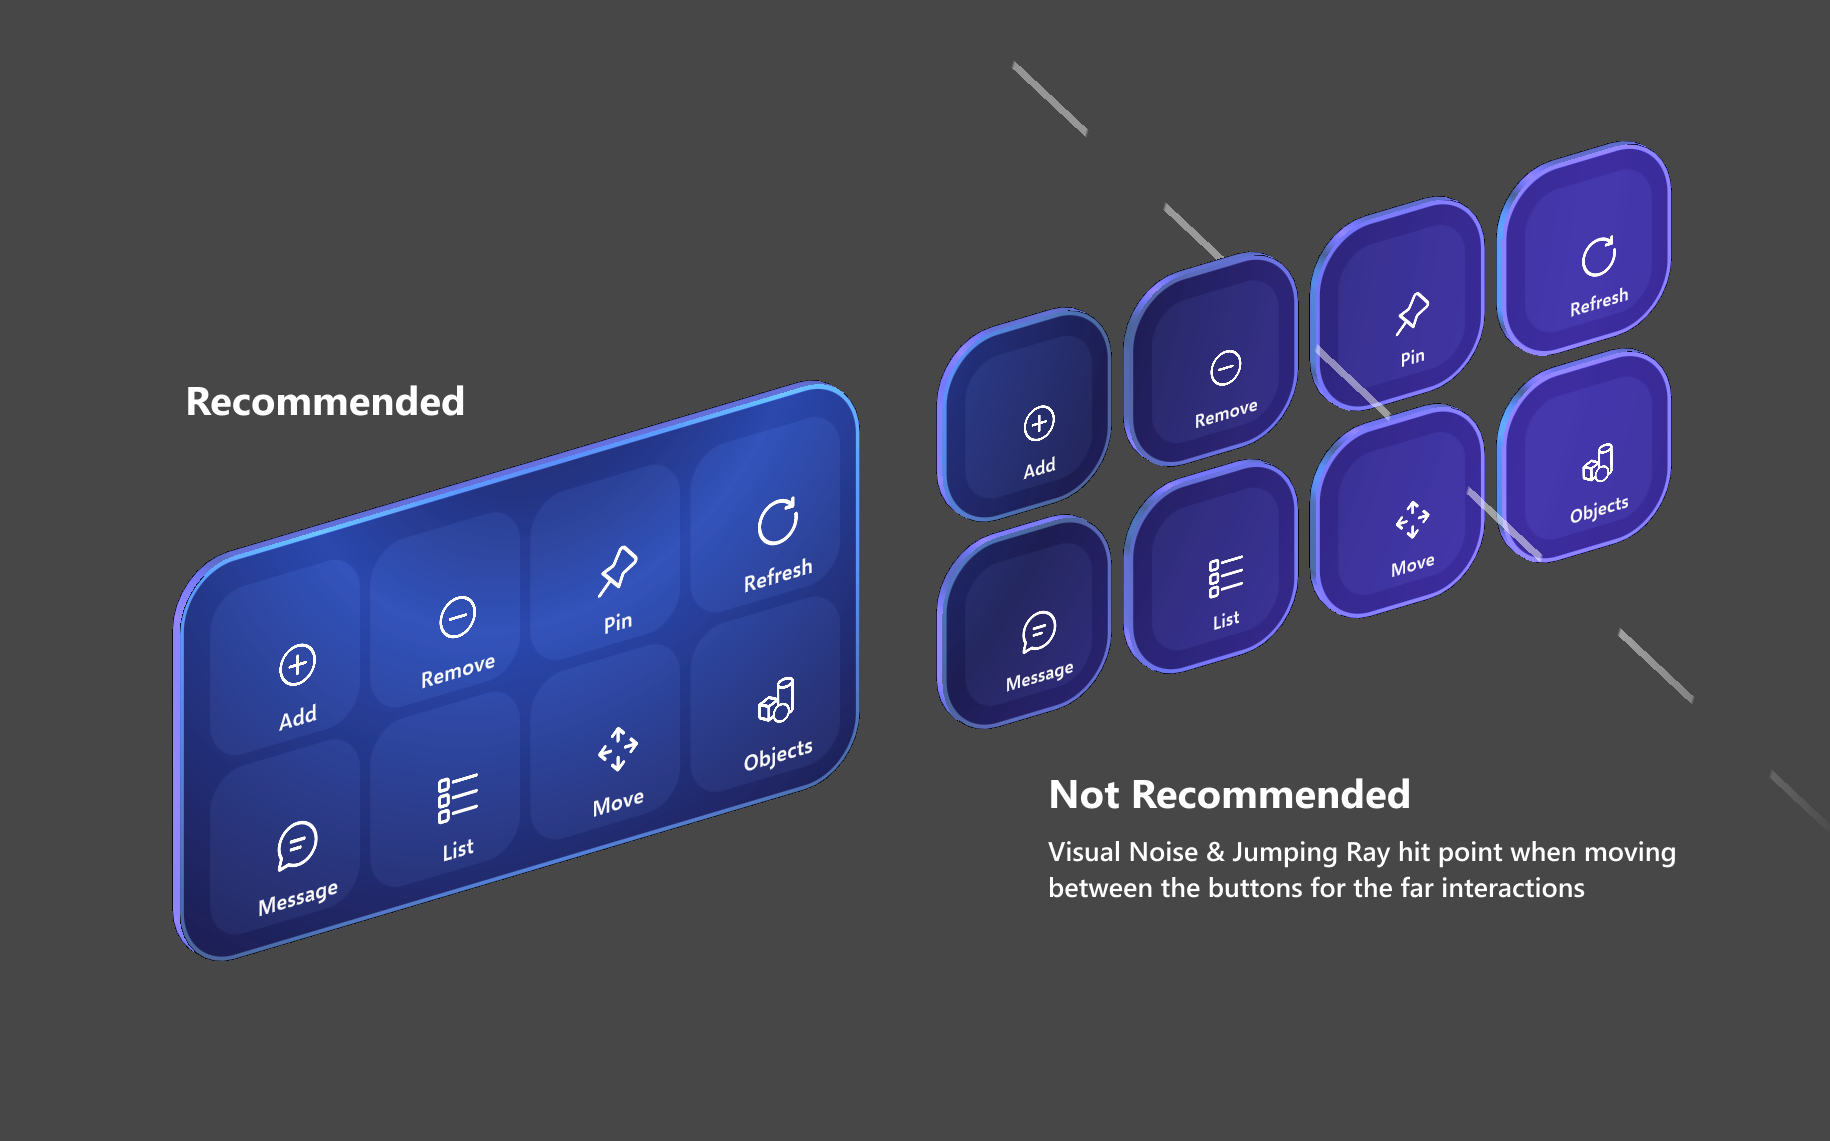 Recommended
Add
Remove
Pin
Refresh
Message
List
Move
Objects
Add
Remove
Pin
Refresh
Message
List
Move
Objects
Not Recommended
Visual Noise & Jumping Ray hit point when moving
between the buttons for the far interactions